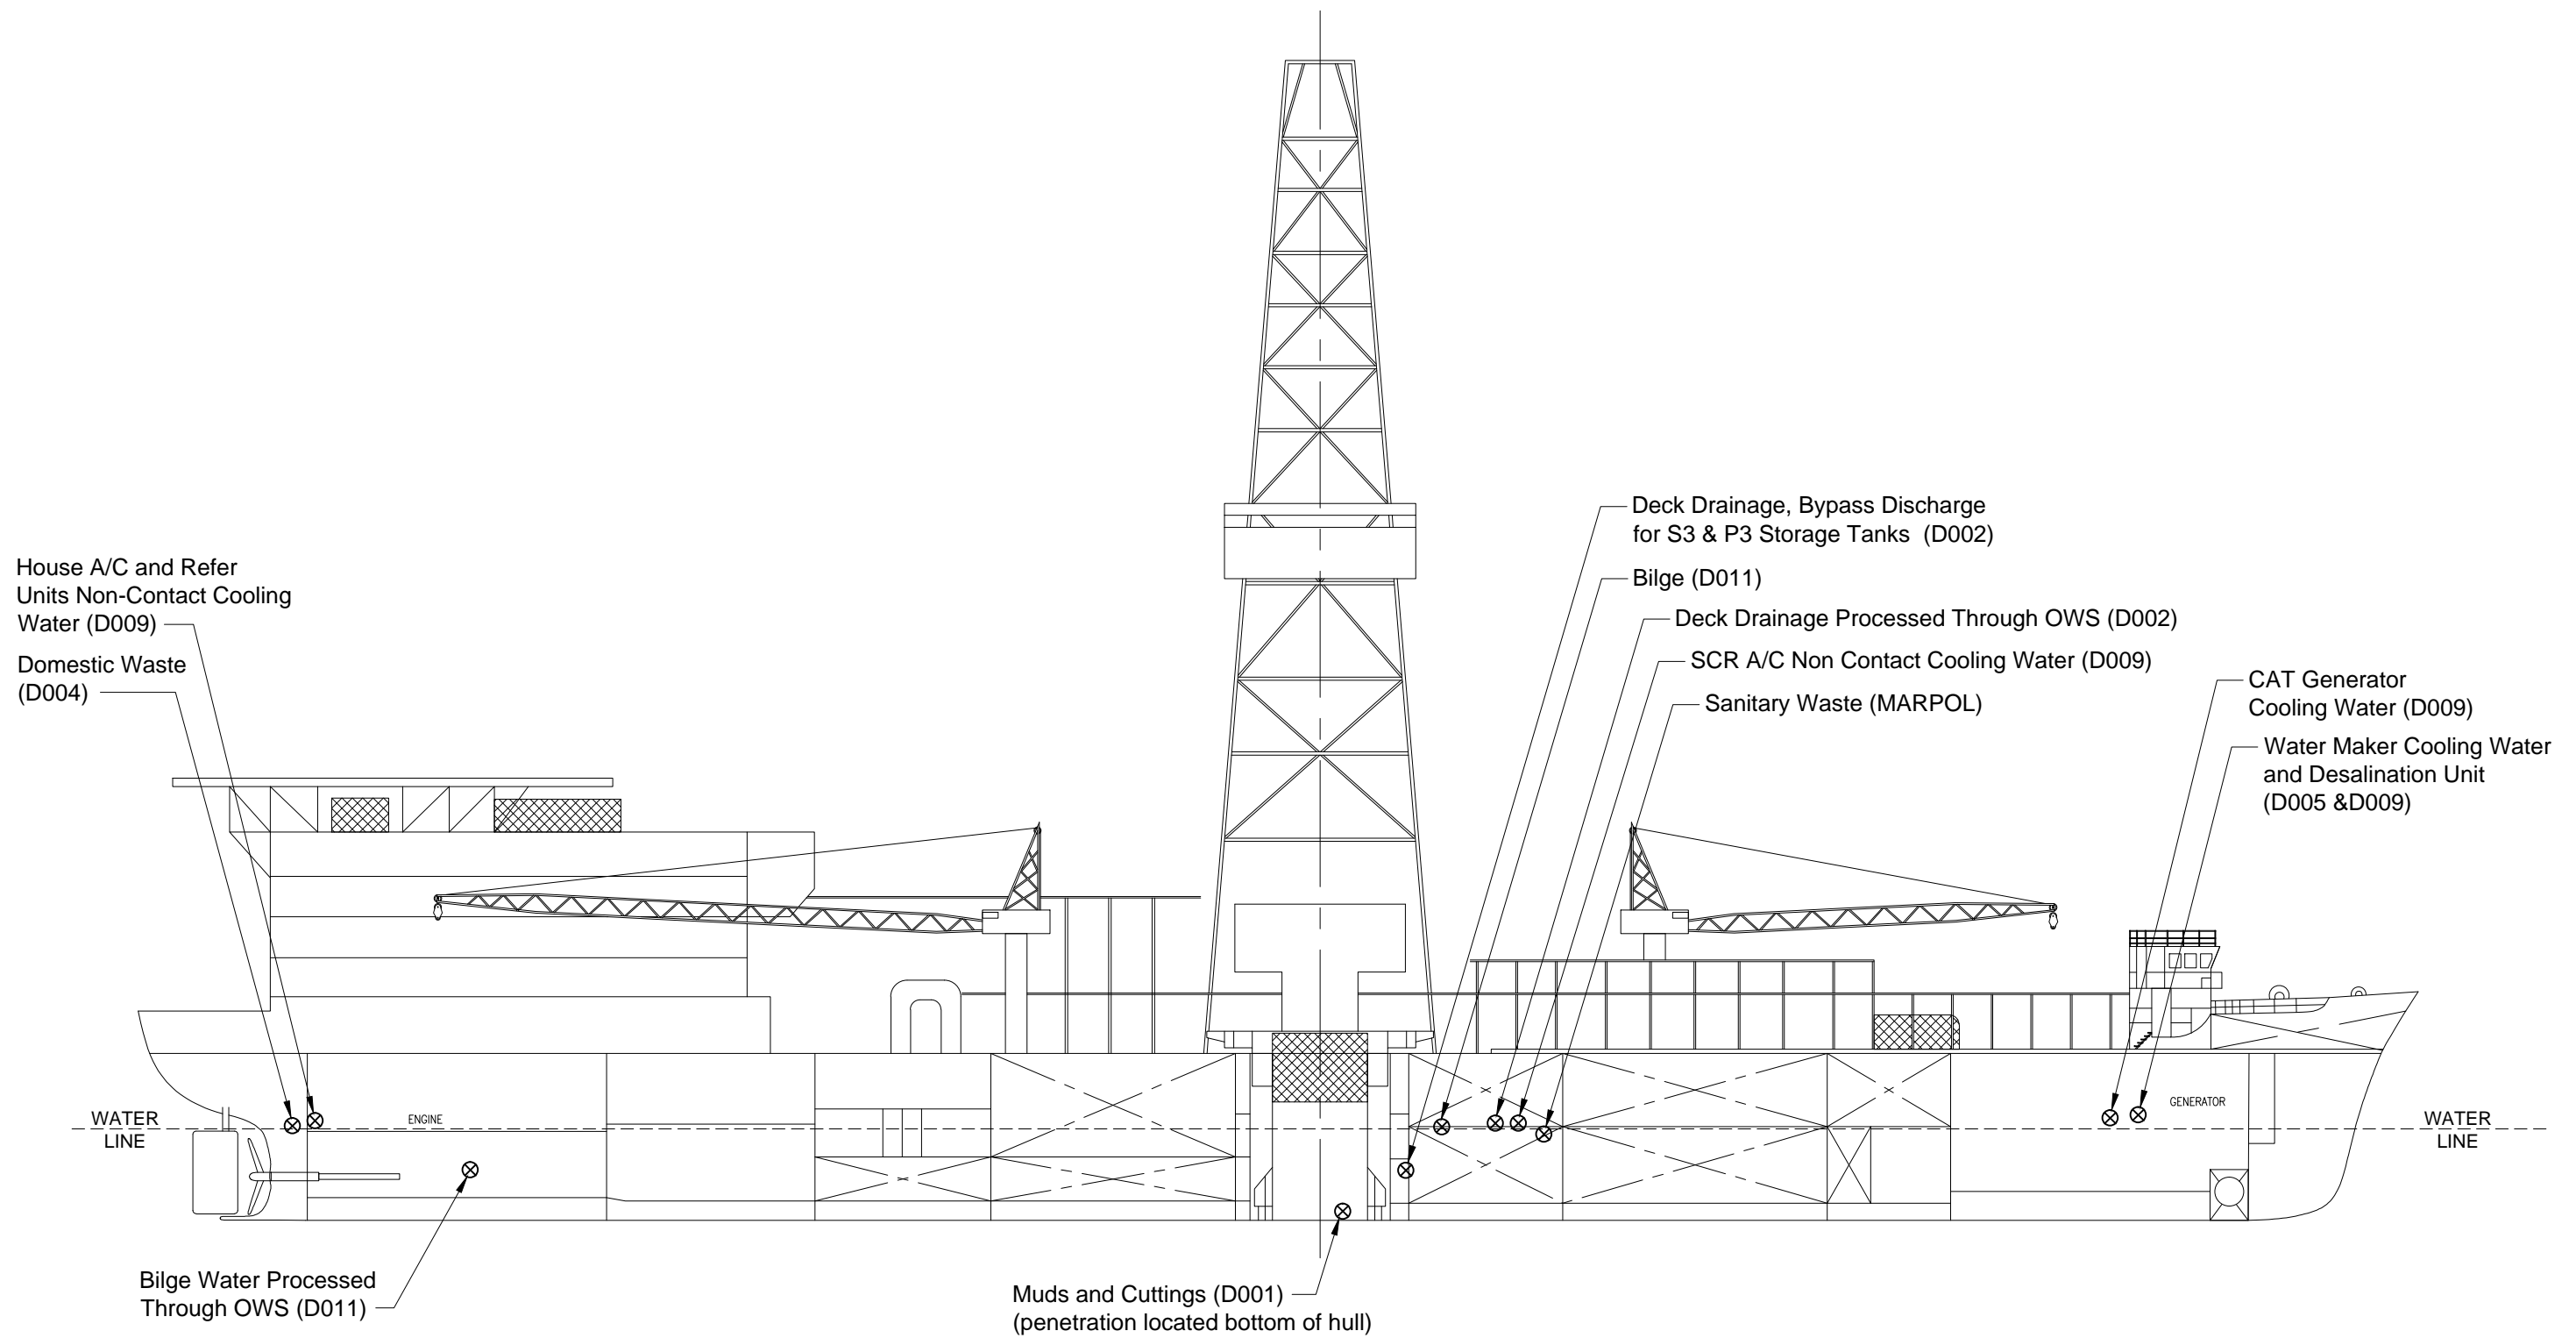 Deck Drainage, Bypass Discharge
for S3 & P3 Storage Tanks (D002)
Bilge (D011)
Deck Drainage Processed Through OWS (D002)
SCR A/C Non Contact Cooling Water (D009)
Sanitary Waste (MARPOL)
House A/C and Refer
Units Non-Contact Cooling
Water (D009)
Domestic Waste
(D004)
CAT Generator
Cooling Water (D009)
Water Maker Cooling Water
and Desalination Unit
(D005 &D009)
WATER
LINE
ENGINE
GENERATOR
WATER
LINE
Bilge Water Processed
Through OWS (D011)
Muds and Cuttings (D001)
(penetration located bottom of hull)